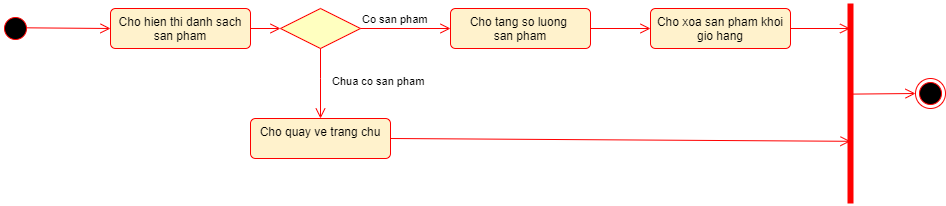 Cho hien thi danh sach
san pham
Co san pham
Cho tang so luong
san pham
Cho xoa san pham khoi
gio hang
Chua co san pham
Cho quay ve trang chu